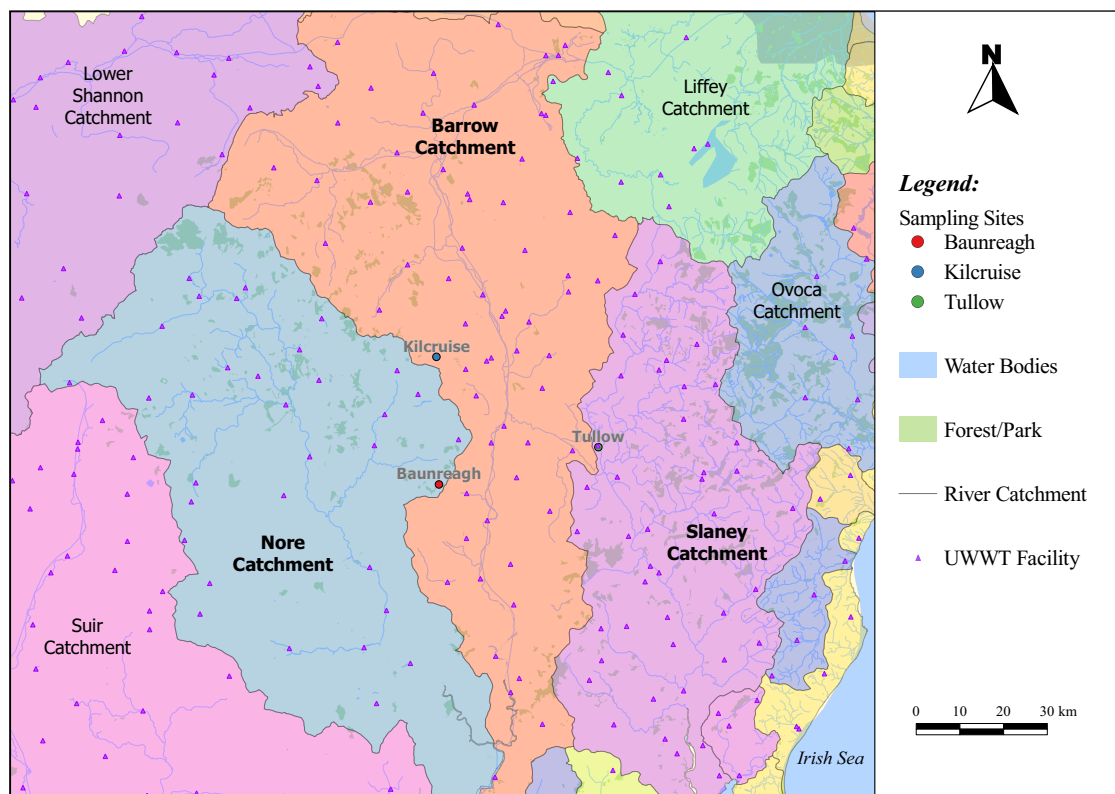 Lower
Shannon
Catchment
Barrow
Catchment
Liffey
Catchment
Ovoca
Catchment
Kilcruise
Tullow
Baunreagh
Nore
Catchment
Slaney
Catchment
Suir
Catchment
Irish Sea
N
Legend:
Sampling Sites
Baunreagh
Kilcruise
Tullow
Water Bodies
Forest/Park
River Catchment
UWWT Facility
0 10 20 30 km